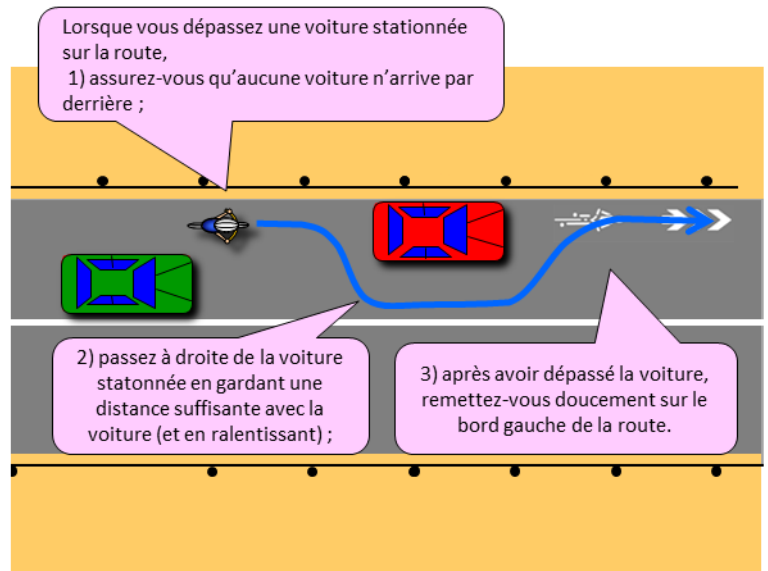 Lorsque vous dépassez une voiture stationnée
sur la route,
1) assurez-vous qu'aucune voiture n'arrive par
derrière ;
2) passez à droite de la voiture
statonnée en gardant une
distance suffisante avec la
voiture (et en ralentissant) ;
3) après avoir dépassé la voiture,
remettez-vous doucement sur le
bord gauche de la route.